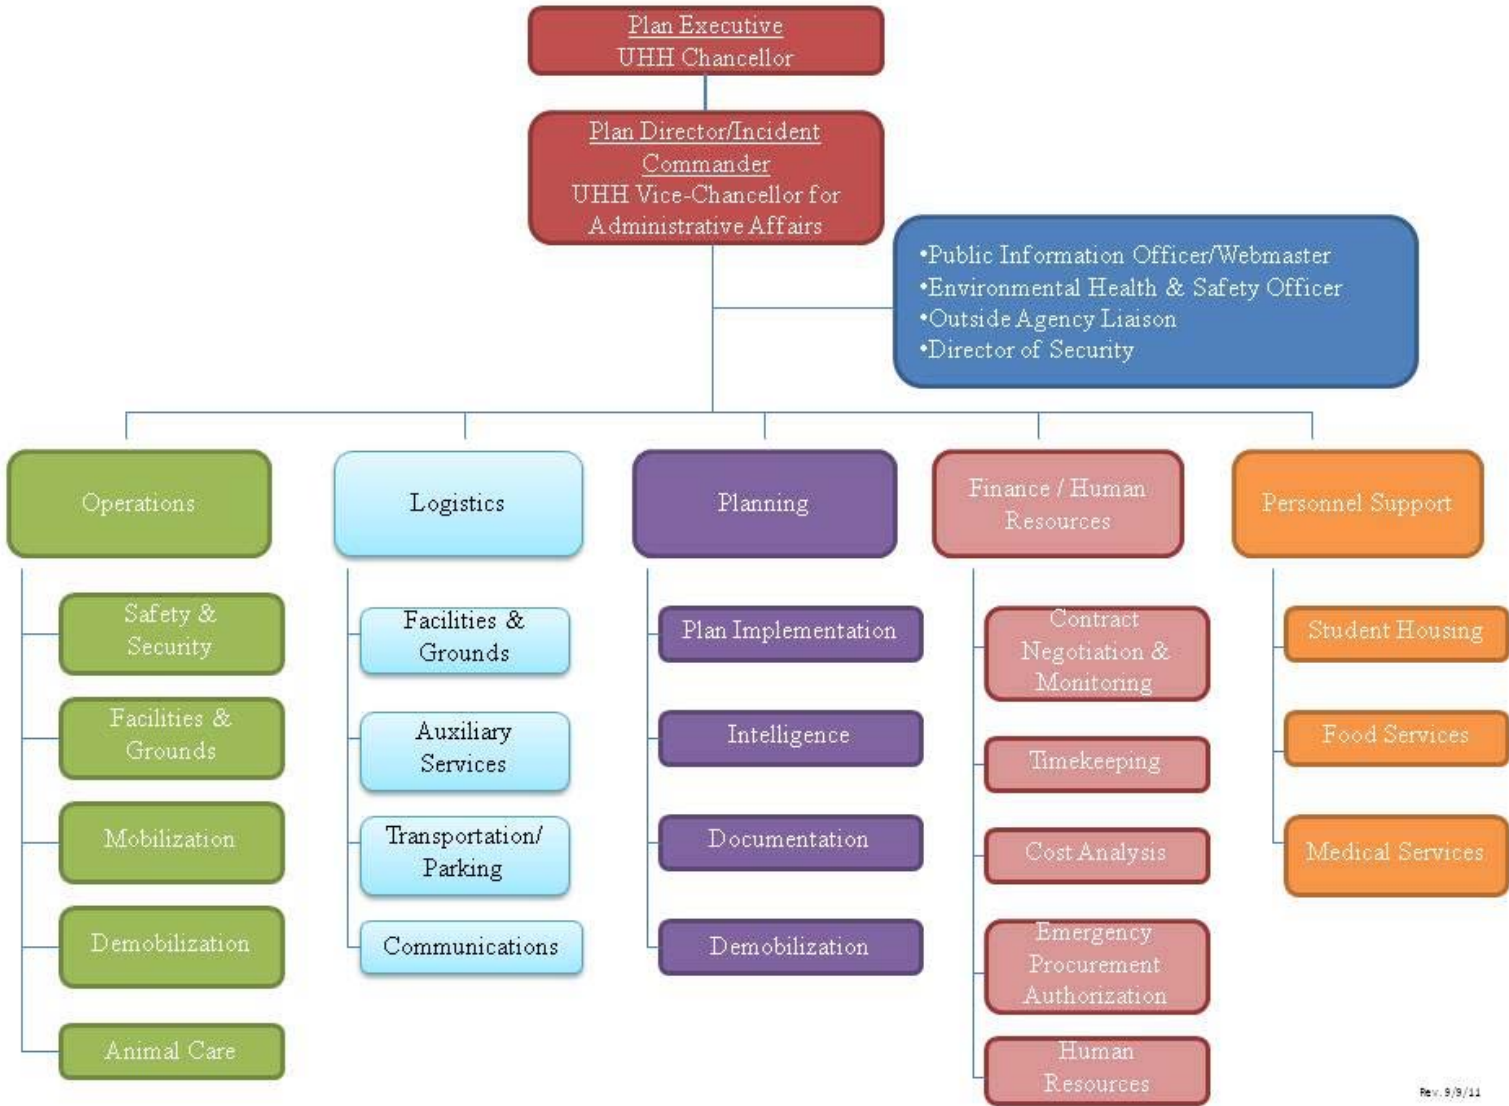 Plan Executive
UHH Chancellor
Plan Director/Incident
Commander
UHH Vice-Chancellor for
Administrative Affairs
•Public Information Officer/Webmaster
•Environmental Health & Safety Officer
•Outside Agency Liaison
•Director of Security
Operations
Safety &
Security
Facilities &
Grounds
Mobilization
Demobilization
Animal Care
Logistics
Facilities &
Grounds
Auxiliary
Services
Transportation/
Parking
Communications
Planning
Plan Implementation
Intelligence
Documentation
Demobilization
Finance / Human
Resources
Contract
Negotiation &
Monitoring
Timekeeping
Cost Analysis
Emergency
Procurement
Authorization
Human
Resources
Personnel Support
Student Housing
Food Services
Medical Services
Rev. 9/9/11